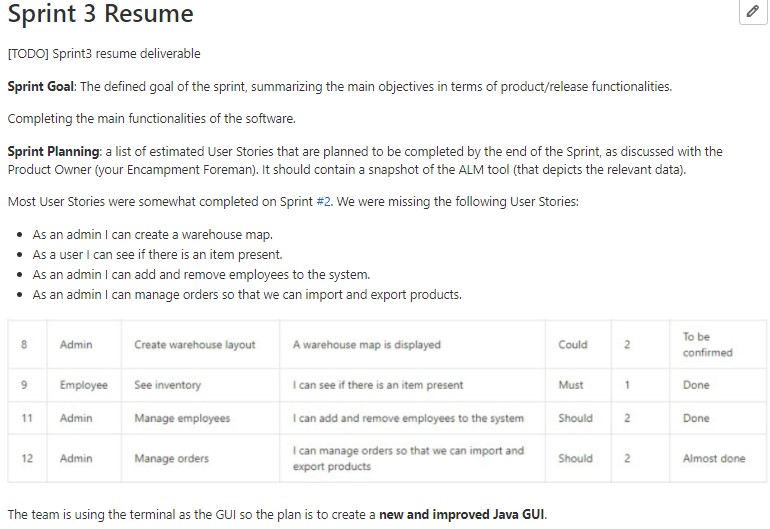 Sprint 3 Resume
[TODO] Sprint3 resume deliverable
Sprint Goal: The defined goal of the sprint, summarizing the main objectives in terms of product/release functionalities.
Completing the main functionalities of the software.
Sprint Planning: a list of estimated User Stories that are planned to be completed by the end of the Sprint, as discussed with the
Product Owner (your Encampment Foreman). It should contain a snapshot of the ALM tool (that depicts the relevant data).
Most User Stories were somewhat completed on Sprint #2. We were missing the following User Stories:
• As an admin I can create a warehouse map.
• As a user I can see if there is an item present.
• As an admin I can add and remove employees to the system.
• As an admin I can manage orders so that we can import and export products.
8 Admin Create warehouse layout A warehouse map is displayed Could 2 To be
confirmed
9 Employee See inventory I can see if there is an item present Must 1 Done
11 Admin Manage employees I can add and remove employees to the system Should 2 Done
12 Admin Manage orders I can manage orders so that we can import and
export products Should 2 Almost done
The team is using the terminal as the GUI so the plan is to create a new and improved Java GUI.